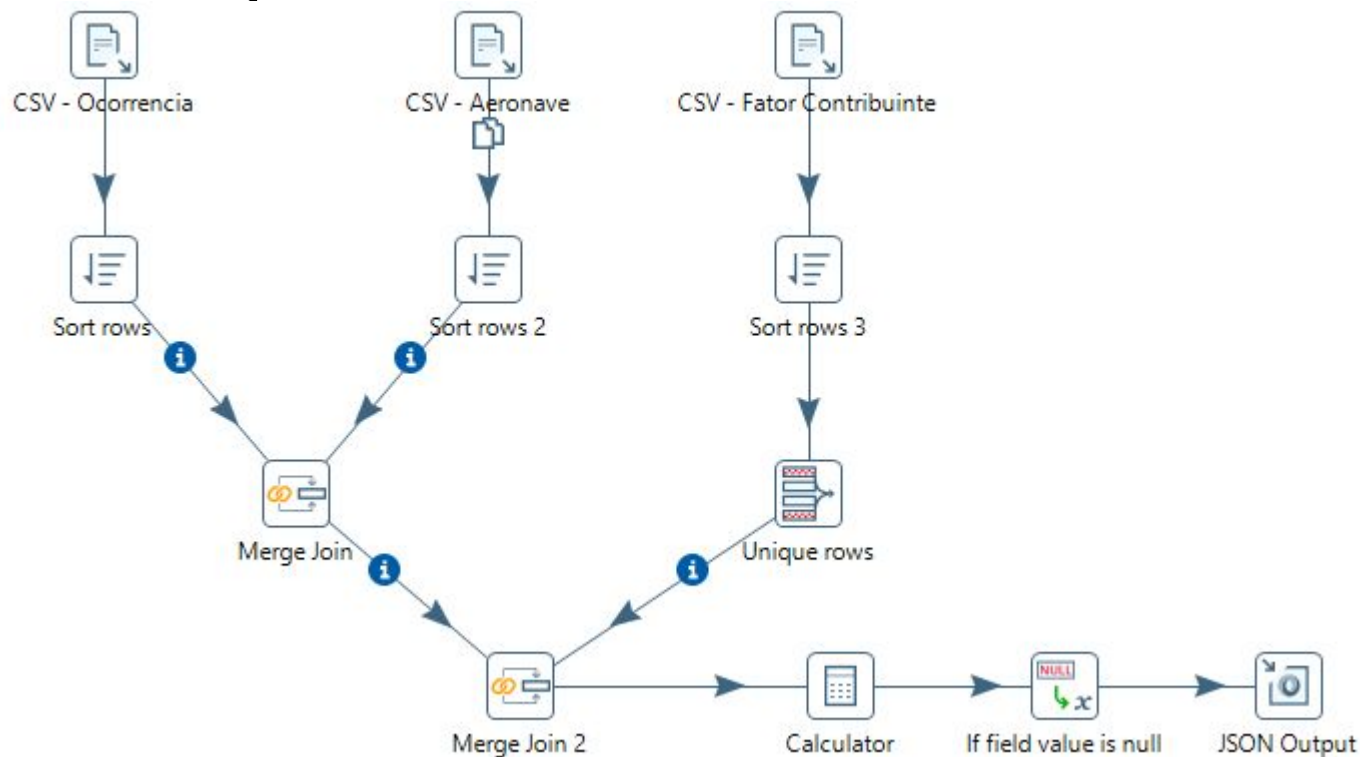 CSV - Ocorrencia
CSV - Aeronave
CSV - Fator Contribuinte
Sort rows
Sort rows 2
Sort rows 3
i
i
Merge Join
Unique rows
i
i
NULL
x
Merge Join 2
Calculator
If field value is null
JSON Output